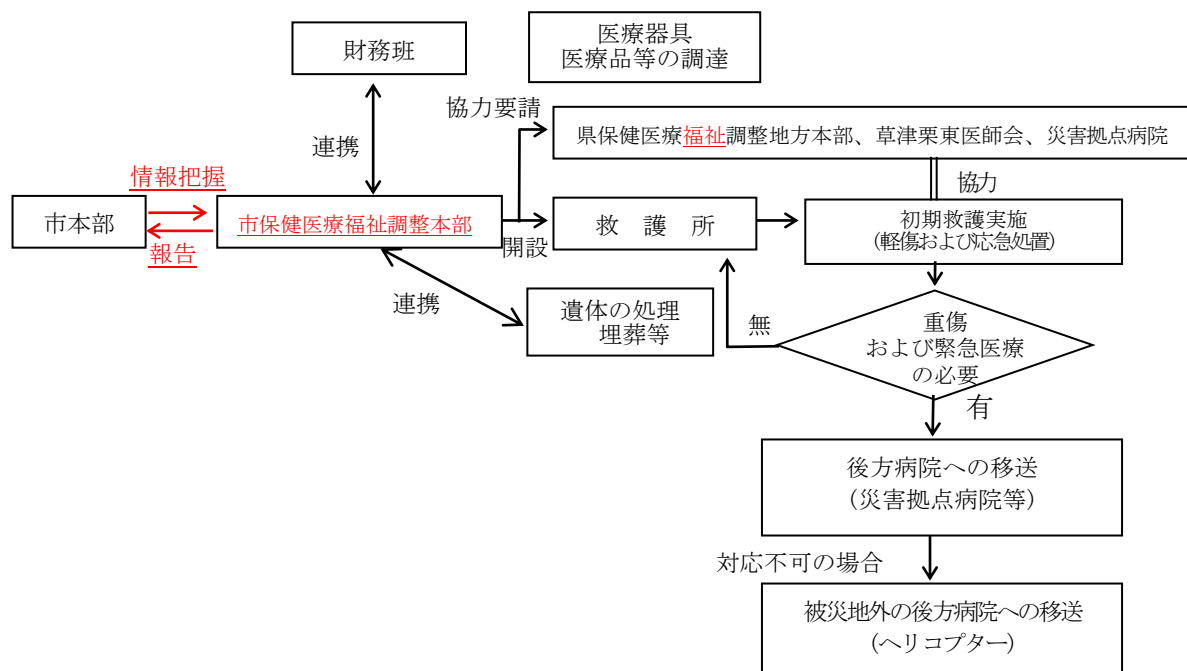 財務班
医療器具
医療品等の調達
協力要請
県保健医療福祉調整地方本部、草津栗東医師会、災害拠点病院
連携
協力
情報把握
市本部
市保健医療福祉調整本部
救　護　所
初期救護実施
(軽傷および応急処置)
報告
開設
連携
遺体の処理
埋葬等
無
重傷
および緊急医療
の必要
有
後方病院への移送
（災害拠点病院等）
対応不可の場合
被災地外の後方病院への移送
（ヘリコプター）